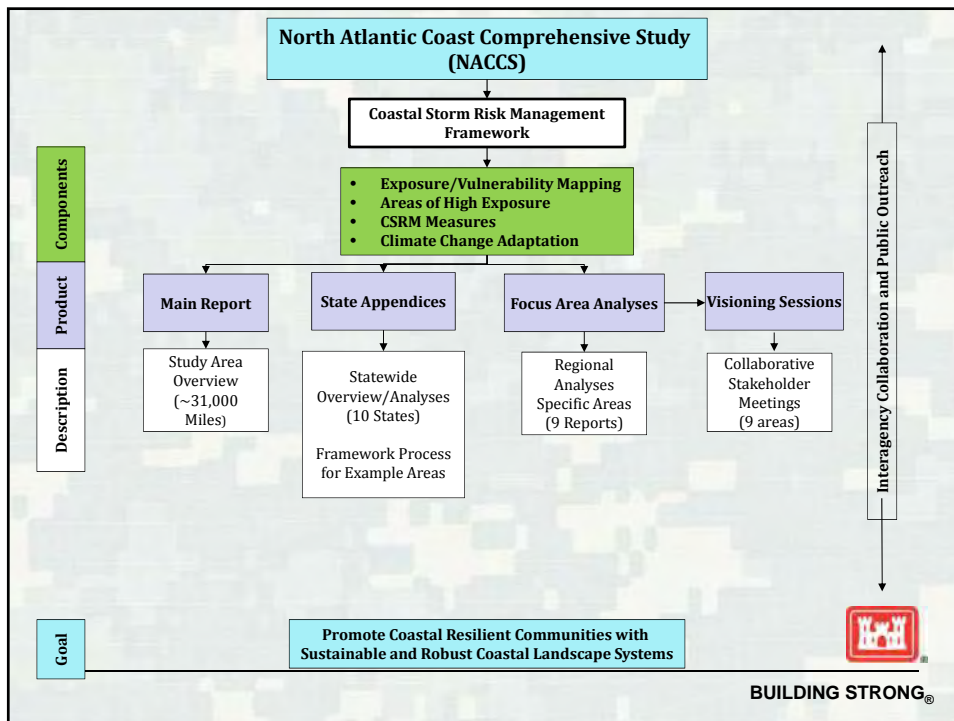 North Atlantic Coast Comprehensive Study
(NACCS)
Coastal Storm Risk Management
Framework
Components
• Exposure/Vulnerability Mapping
• Areas of High Exposure
• CSRM Measures
• Climate Change Adaptation
Product
Main Report
State Appendices
Focus Area Analyses
Visioning Sessions
Description
Study Area
Overview
(~31,000
Miles)
Statewide
Overview/Analyses
(10 States)
Framework Process
for Example Areas
Regional
Analyses
Specific Areas
(9 Reports)
Collaborative
Stakeholder
Meetings
(9 areas)
Interagency Collaboration and Public Outreach
Goal
Promote Coastal Resilient Communities with
Sustainable and Robust Coastal Landscape Systems
®
BUILDING STRONG®